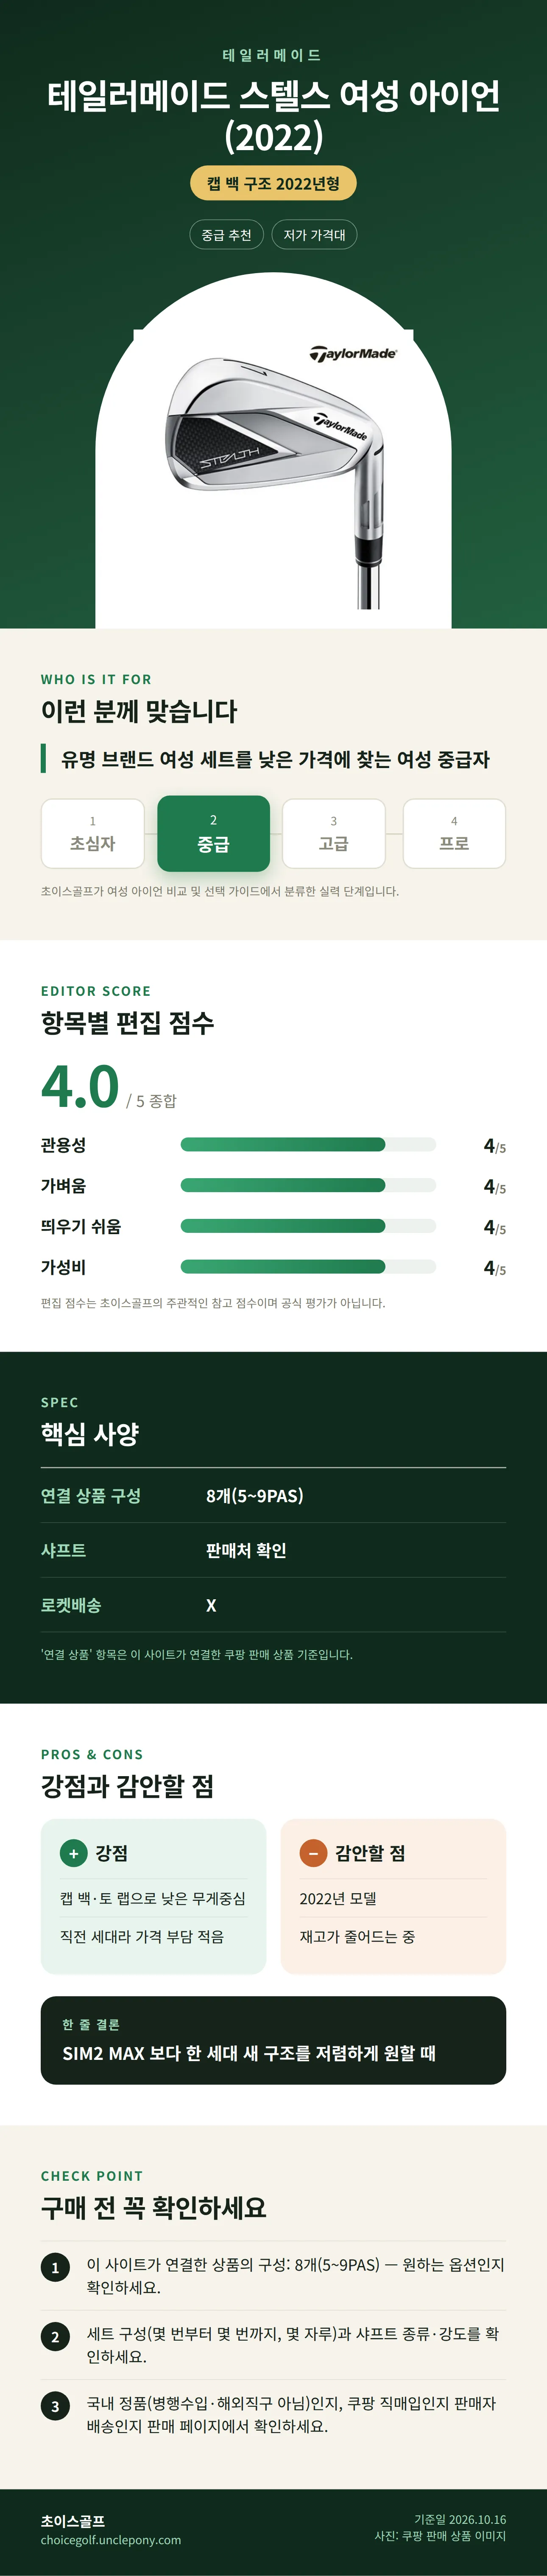 테일러메이드
테일러메이드 스텔스 여성 아이언
(2022)
캡 백 구조 2022년형
중급 추천
저가 가격대
TaylorMade
TaylorMade
STEALTH
WHO IS IT FOR
이런 분께 맞습니다
유명 브랜드 여성 세트를 낮은 가격에 찾는 여성 중급자
1
초심자
2
중급
3
고급
4
프로
초이스골프가 여성 아이언 비교 및 선택 가이드에서 분류한 실력 단계입니다.
EDITOR SCORE
항목별 편집 점수
4.0 / 5 종합
관용성 4/5
가벼움 4/5
띄우기 쉬움 4/5
가성비 4/5
편집 점수는 초이스골프의 주관적인 참고 점수이며 공식 평가가 아닙니다.
SPEC
핵심 사양
연결 상품 구성 8개(5~9PAS)
샤프트 판매처 확인
로켓배송 X
'연결 상품' 항목은 이 사이트가 연결한 쿠팡 판매 상품 기준입니다.
PROS & CONS
강점과 감안할 점
+ 강점
캡 백·토 랩으로 낮은 무게중심
직전 세대라 가격 부담 적음
− 감안할 점
2022년 모델
재고가 줄어드는 중
한 줄 결론
SIM2 MAX 보다 한 세대 새 구조를 저렴하게 원할 때
CHECK POINT
구매 전 꼭 확인하세요
1 이 사이트가 연결한 상품의 구성: 8개(5~9PAS) — 원하는 옵션인지
확인하세요.
2 세트 구성(몇 번부터 몇 번까지, 몇 자루)과 샤프트 종류·강도를 확
인하세요.
3 국내 정품(병행수입·해외직구 아님)인지, 쿠팡 직매입인지 판매자
배송인지 판매 페이지에서 확인하세요.
초이스골프
choicegolf.unclepony.com
기준일 2026.10.16
사진: 쿠팡 판매 상품 이미지